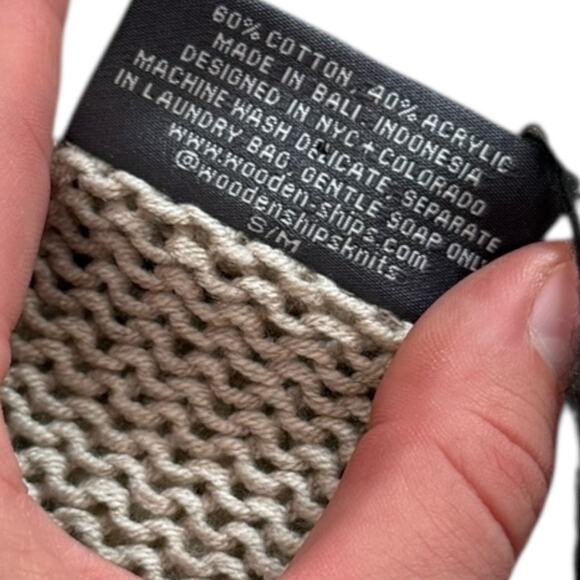 60% COTTON, 40% ACRYLIC
MADE IN BALI, INDONESIA
DESIGNED IN NYC + COLORADO
MACHINE WASH DELICATE, SEPARATE
IN LAUNDRY BAG, GENTLE SOAP ONLY
www.wooden-ships.com
@woodenshipsknits
S/M